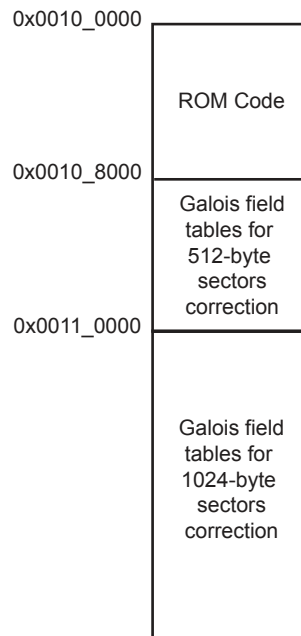 0x0010_0000
ROM Code
0x0010_8000
Galois field
tables for
512-byte
sectors
correction
0x0011_0000
Galois field
tables for
1024-byte
sectors
correction